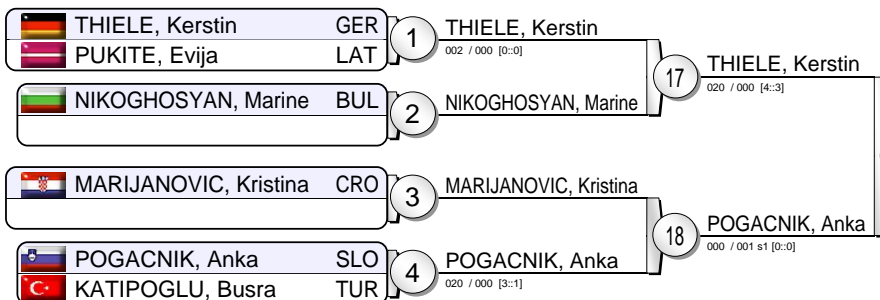 THIELE, Kerstin GER
PUKITE, Evija LAT
1
THIELE, Kerstin
002 / 000 [0::0]
NIKOGHOSYAN, Marine BUL
2
NIKOGHOSYAN, Marine
17
THIELE, Kerstin
020 / 000 [4::3]
MARIJANOVIC, Kristina CRO
3
MARIJANOVIC, Kristina
POGACNIK, Anka SLO
KATIPOGLU, Busra TUR
4
POGACNIK, Anka
020 / 000 [3::1]
18
POGACNIK, Anka
000 / 001 s1 [0::0]